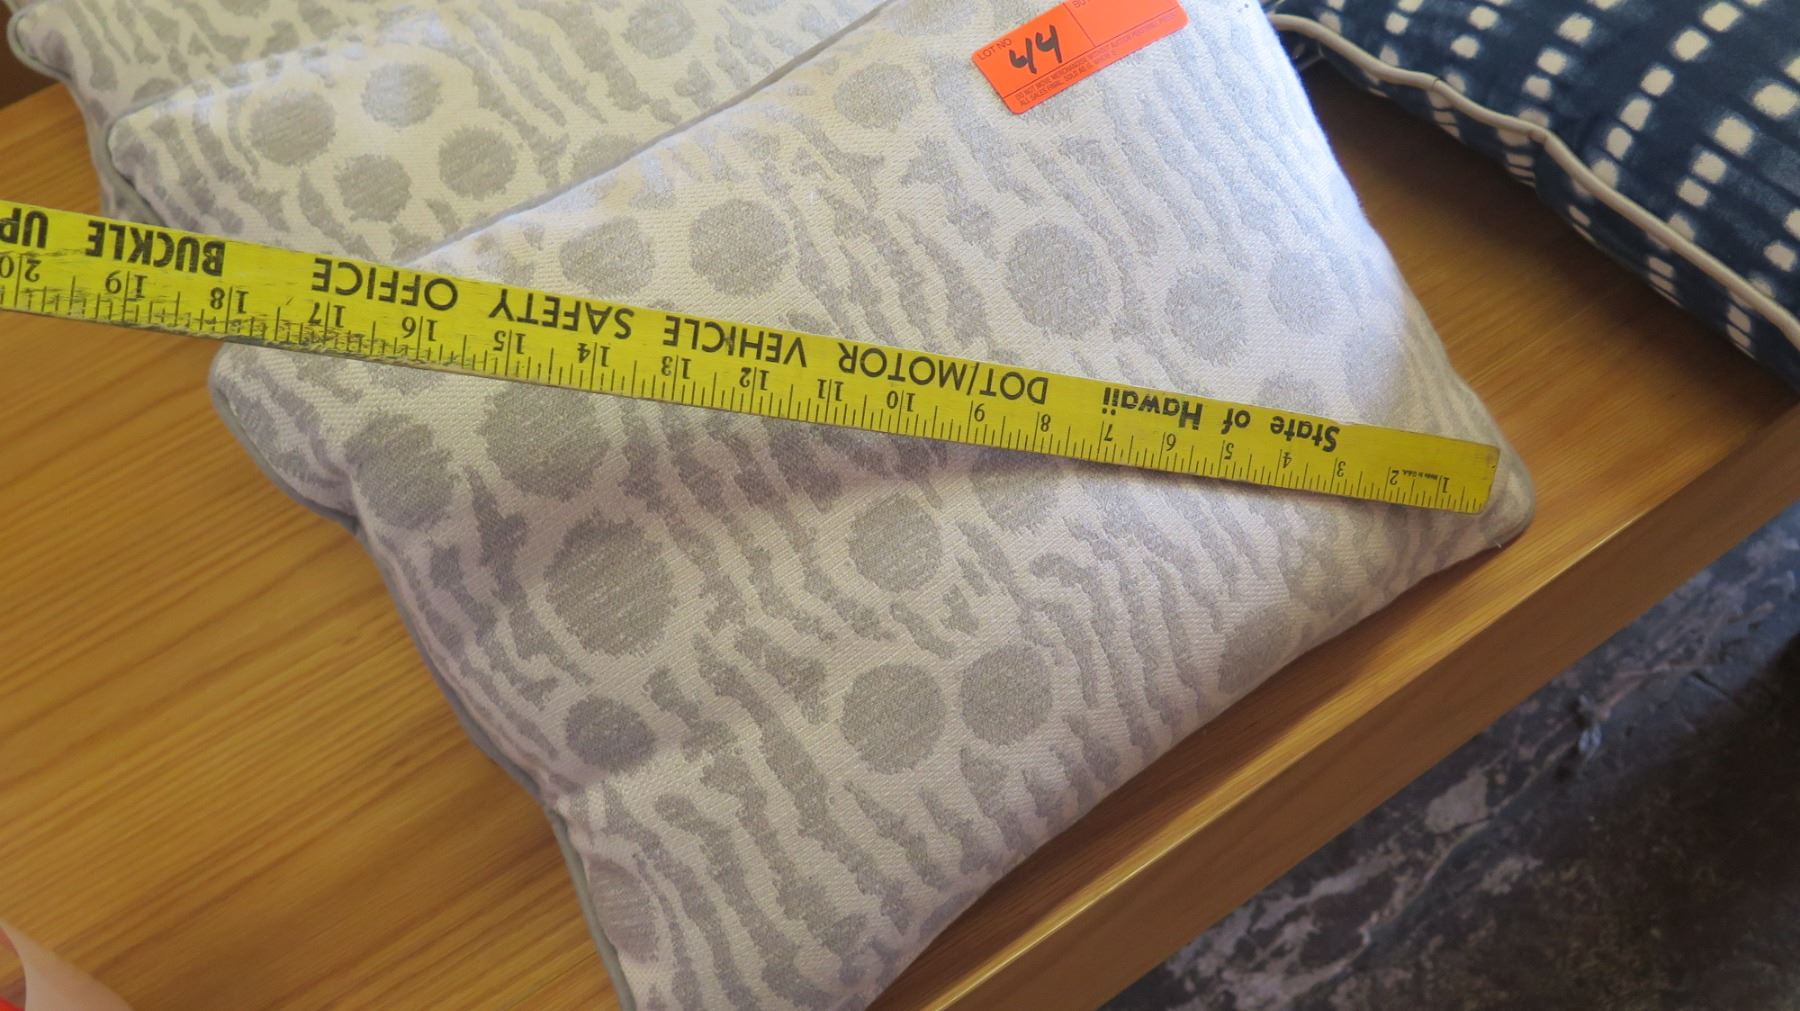 LOT NO
44
State of Hawaii DOT/MOTOR VEHICLE SAFETY OFFICE BUCKLE UP
1 2 3 4 5 6 7 8 9 10 11 12 13 14 15 16 17 18 19 20